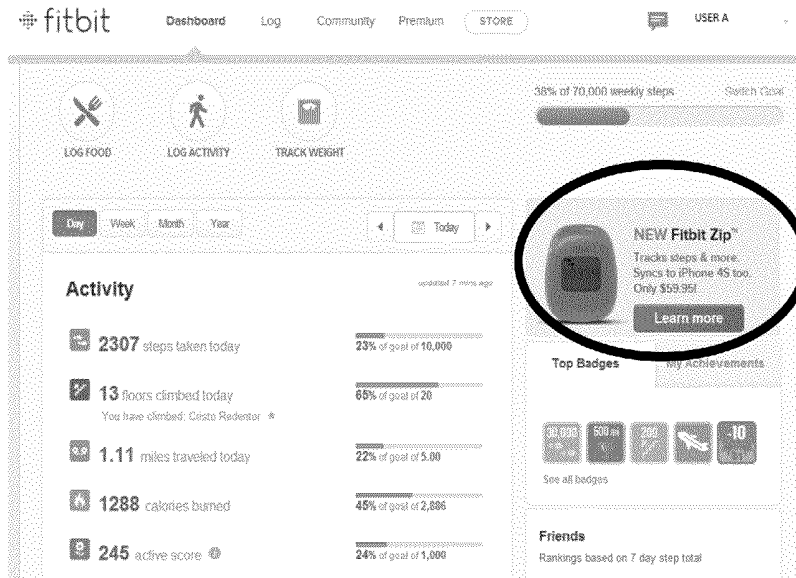 fitbit
Dashboard Log Community Premium STORE
USER A
38% of 70,000 weekly steps Switch Goal
LOG FOOD LOG ACTIVITY TRACK WEIGHT
Day Week Month Year
Today
NEW Fitbit Zip™
Tracks steps & more.
Syncs to iPhone 4S too.
Only $59.95!
Learn more
Activity
updated 7 mins ago
2307 steps taken today
23% of goal of 10,000
13 floors climbed today
65% of goal of 20
You have climbed: Cristo Redentor
1.11 miles traveled today
22% of goal of 5.00
1288 calories burned
45% of goal of 2,886
245 active score
24% of goal of 1,000
Top Badges My Achievements
500 mi
200
-10
See all badges
Friends
Rankings based on 7 day step total